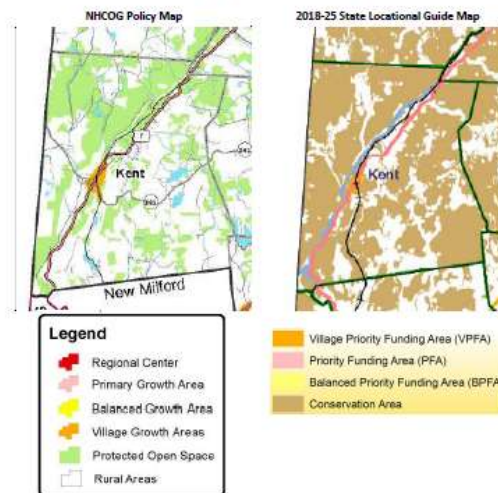 NHCOG Policy Map
2018-25 State Locational Guide Map
7
Kent
341
New Milford
Kent
Legend
Regional Center
Primary Growth Area
Balanced Growth Area
Village Growth Areas
Protected Open Space
Rural Areas
Village Priority Funding Area (VPFA)
Priority Funding Area (PFA)
Balanced Priority Funding Area (BPFA)
Conservation Area